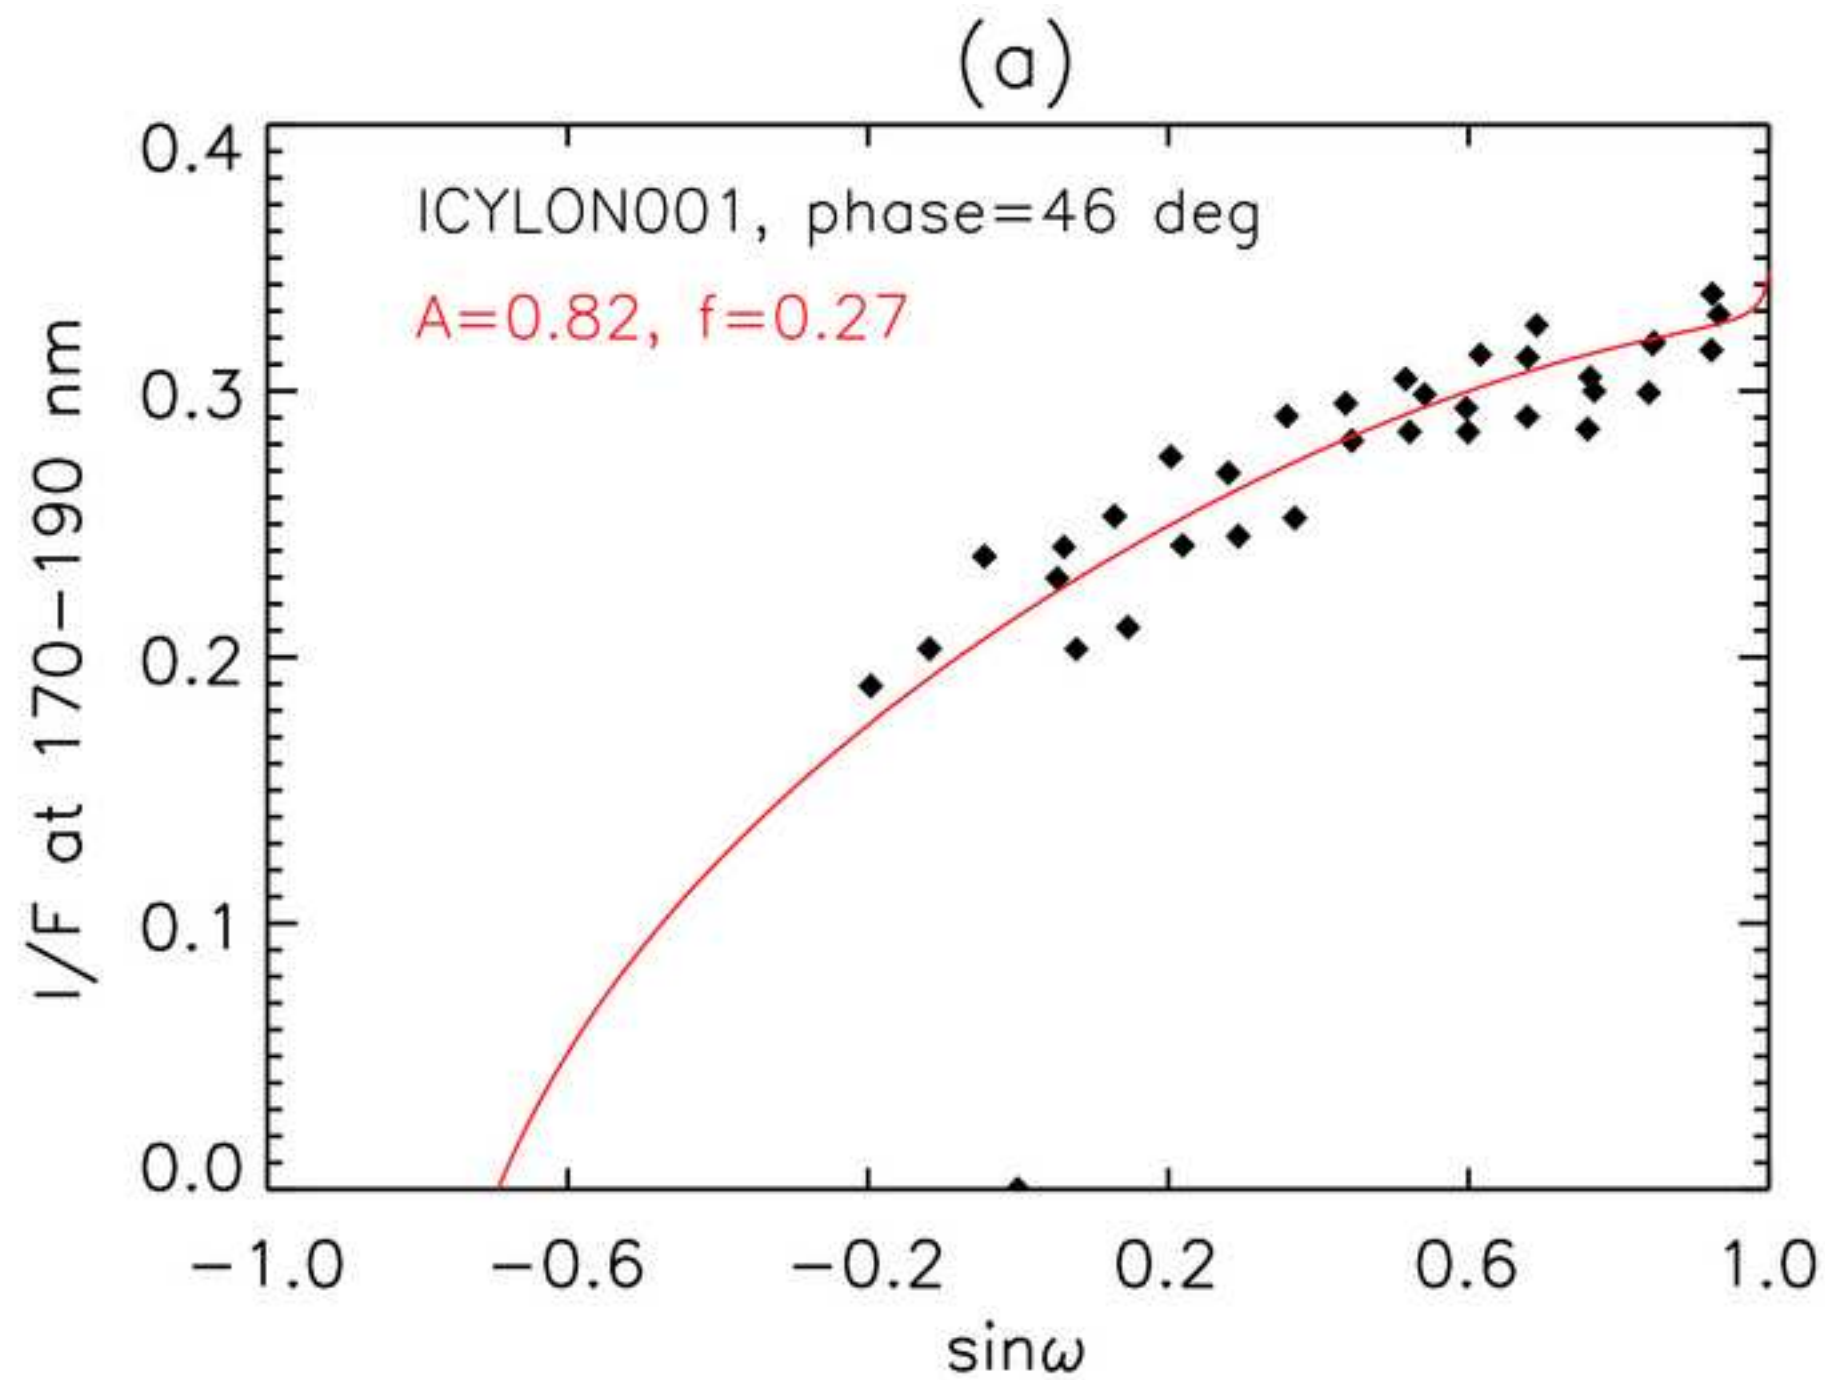 (a)
0.4
ICYLON001, phase=46 deg
A=0.82, f=0.27
0.3
0.2
0.1
0.0
I/F at 170-190 nm
-1.0 -0.6 -0.2 0.2 0.6 1.0
sinω